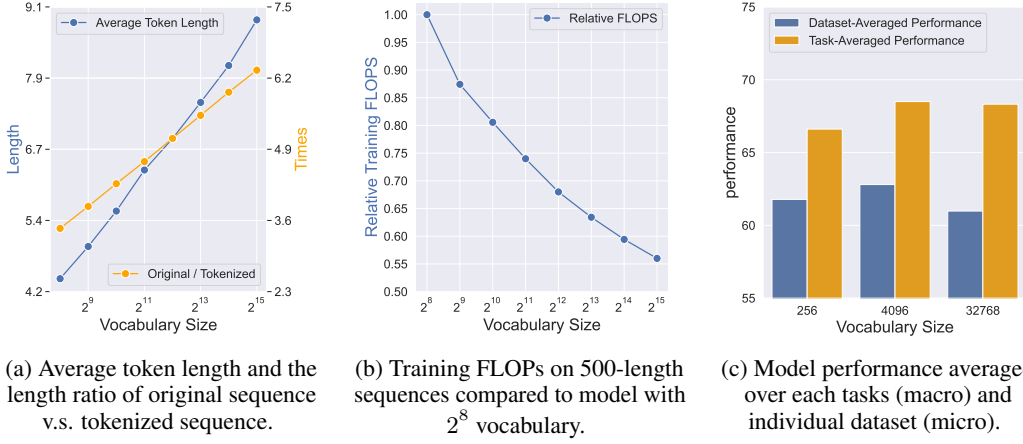 9.1
7.9
6.7
5.4
4.2
Length
Average Token Length
Original / Tokenized
7.5
6.2
4.9
3.6
2.3
Times
2^9 2^11 2^13 2^15
Vocabulary Size
(a) Average token length and the
length ratio of original sequence
v.s. tokenized sequence.
1.00
0.95
0.90
0.85
0.80
0.75
0.70
0.65
0.60
0.55
0.50
Relative Training FLOPS
Relative FLOPS
2^8 2^9 2^10 2^11 2^12 2^13 2^14 2^15
Vocabulary Size
(b) Training FLOPs on 500-length
sequences compared to model with
2^8 vocabulary.
75
70
65
60
55
performance
Dataset-Averaged Performance
Task-Averaged Performance
256 4096 32768
Vocabulary Size
(c) Model performance average
over each tasks (macro) and
individual dataset (micro).